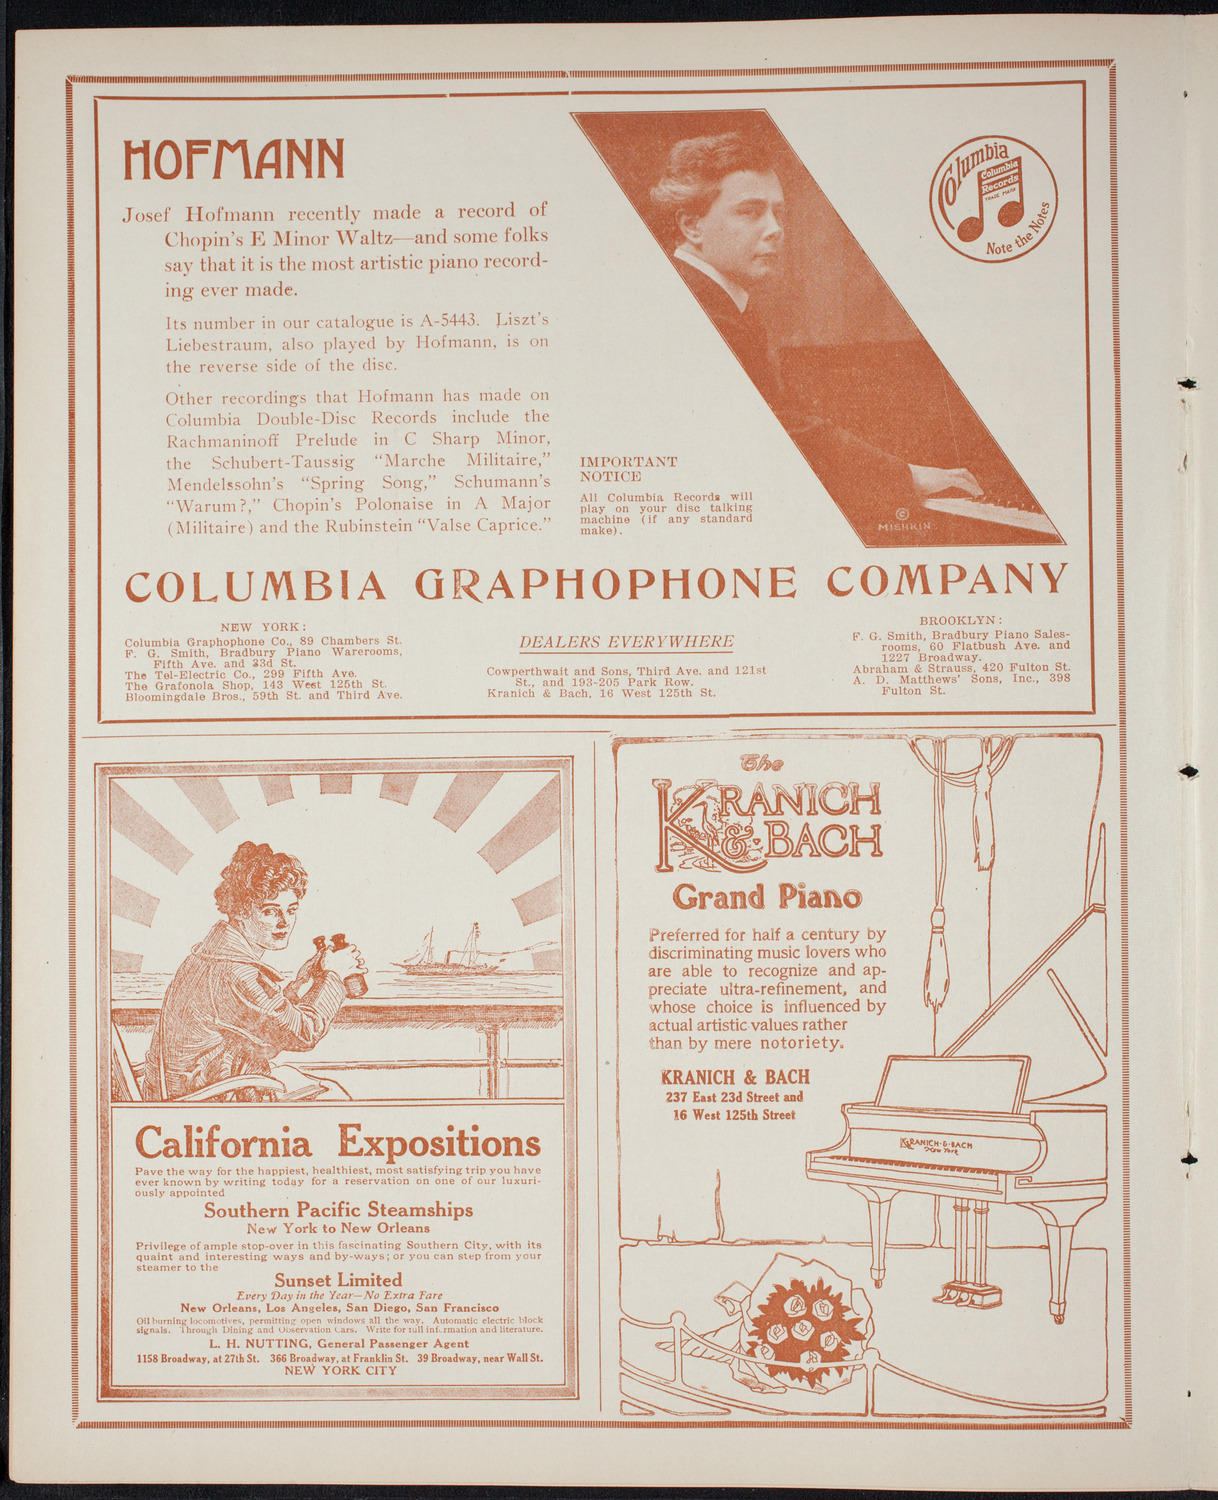 HOFMANN
Josef Hofmann recently made a record of
Chopin's E Minor Waltz—and some folks
say that it is the most artistic piano record-
ing ever made.
Its number in our catalogue is A-5443. Liszt's
Liebestraum, also played by Hofmann, is on
the reverse side of the disc.
Other recordings that Hofmann has made on
Columbia Double-Disc Records include the
Rachmaninoff Prelude in C Sharp Minor,
the Schubert-Taussig "Marche Militaire,"
Mendelssohn's "Spring Song," Schumann's
"Warum?," Chopin's Polonaise in A Major
(Militaire) and the Rubinstein "Valse Caprice."
Columbia
Columbia
Records
TRADE MARK
Note the Notes
IMPORTANT
NOTICE
All Columbia Records will
play on your disc talking
machine (if any standard
make).
©
MISHKIN
COLUMBIA GRAPHOPHONE COMPANY
NEW YORK:
Columbia Graphophone Co., 89 Chambers St.
F. G. Smith, Bradbury Piano Warerooms,
Fifth Ave. and 33d St.
The Tel-Electric Co., 299 Fifth Ave.
The Grafonola Shop, 143 West 125th St.
Bloomingdale Bros., 59th St. and Third Ave.
DEALERS EVERYWHERE
Cowperthwait and Sons, Third Ave. and 121st
St., and 193-205 Park Row.
Kranich & Bach, 16 West 125th St.
BROOKLYN:
F. G. Smith, Bradbury Piano Sales-
rooms, 60 Flatbush Ave. and
1227 Broadway.
Abraham & Strauss, 420 Fulton St.
A. D. Matthews' Sons, Inc., 398
Fulton St.
California Expositions
Pave the way for the happiest, healthiest, most satisfying trip you have
ever known by writing today for a reservation on one of our luxuri-
ously appointed
Southern Pacific Steamships
New York to New Orleans
Privilege of ample stop-over in this fascinating Southern City, with its
quaint and interesting ways and by-ways; or you can step from your
steamer to the
Sunset Limited
Every Day in the Year—No Extra Fare
New Orleans, Los Angeles, San Diego, San Francisco
Oil burning locomotives, permitting open windows all the way. Automatic electric block
signals. Through Dining and Observation Cars. Write for full information and literature.
L. H. NUTTING, General Passenger Agent
1158 Broadway, at 27th St. 366 Broadway, at Franklin St. 39 Broadway, near Wall St.
NEW YORK CITY
The
KRANICH
& BACH
Grand Piano
Preferred for half a century by
discriminating music lovers who
are able to recognize and ap-
preciate ultra-refinement, and
whose choice is influenced by
actual artistic values rather
than by mere notoriety.
KRANICH & BACH
237 East 23d Street and
16 West 125th Street
KRANICH·&·BACH
New York